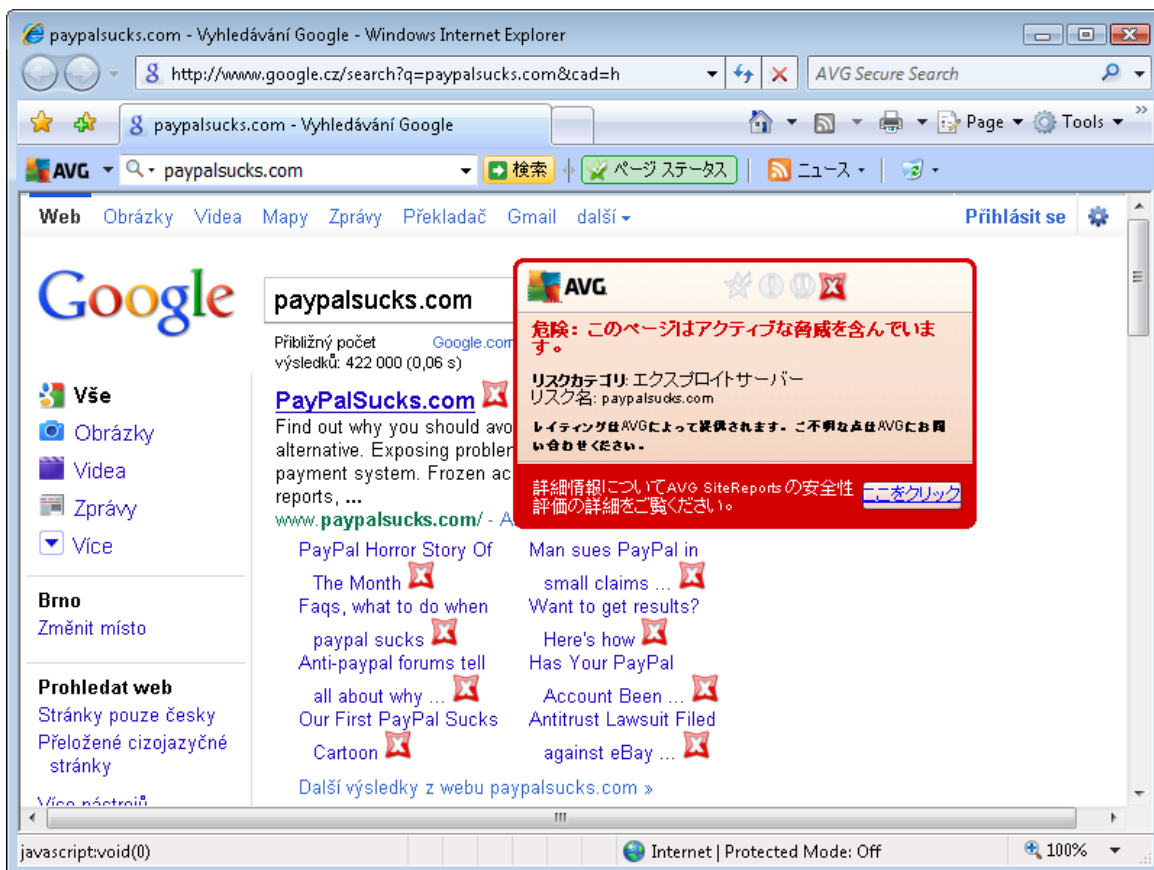 paypalsucks.com - Vyhledávání Google - Windows Internet Explorer
http://www.google.cz/search?q=paypalsucks.com&cad=h
AVG Secure Search
paypalsucks.com - Vyhledávání Google
Page
Tools
AVG
paypalsucks.com
検索
ページ ステータス
ニュース
Web Obrázky Videa Mapy Zprávy Překladač Gmail další
Přihlásit se
Google
paypalsucks.com
Přibližný počet
výsledků: 422 000 (0,06 s)
Google.com
Vše
Obrázky
Videa
Zprávy
Více
Brno
Změnit místo
Prohledat web
Stránky pouze česky
Přeložené cizojazyčné
stránky
Více nástrojů
PayPalSucks.com
Find out why you should avo
alternative. Exposing probler
payment system. Frozen ac
reports, ...
www.paypalsucks.com/ - A
PayPal Horror Story Of
The Month
Faqs, what to do when
paypal sucks
Anti-paypal forums tell
all about why ...
Our First PayPal Sucks
Cartoon
Man sues PayPal in
small claims ...
Want to get results?
Here's how
Has Your PayPal
Account Been ...
Antitrust Lawsuit Filed
against eBay ...
Další výsledky z webu paypalsucks.com »
AVG
危険: このページはアクティブな脅威を含んでいま
す。
リスクカテゴリ: エクスプロイトサーバー
リスク名: paypalsucks.com
レイティングはAVGによって提供されます。ご不明な点はAVGにお問
い合わせください。
詳細情報についてAVG SiteReportsの安全性
評価の詳細をご覧ください。
ここをクリック
javascript:void(0)
Internet | Protected Mode: Off
100%